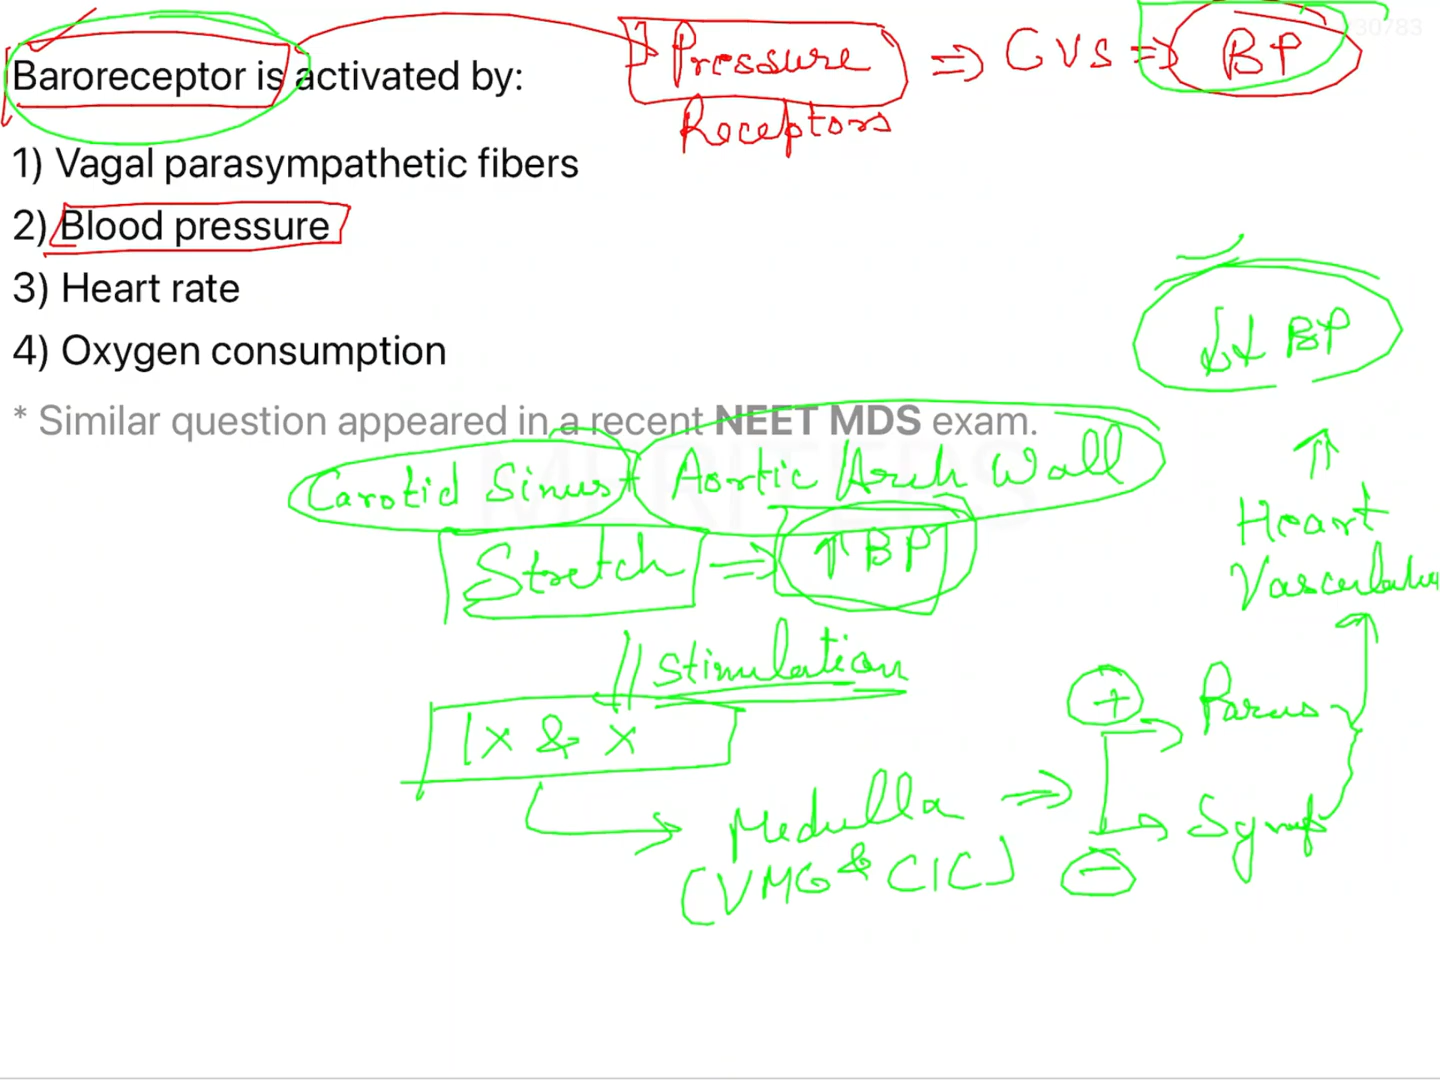 Baroreceptor is activated by:
Pressure ⇒ CVS ⇒ BP
Receptors
1) Vagal parasympathetic fibers
2) Blood pressure
3) Heart rate
4) Oxygen consumption
* Similar question appeared in a recent NEET MDS exam.
↓↓ BP
Carotid Sinus + Aortic Arch Wall
Stretch ⇒ ↑ BP
Heart
Stimulation
IX & X
+ → Paras
Medulla ⇒
(VMC & CIC)
→ Symp
−